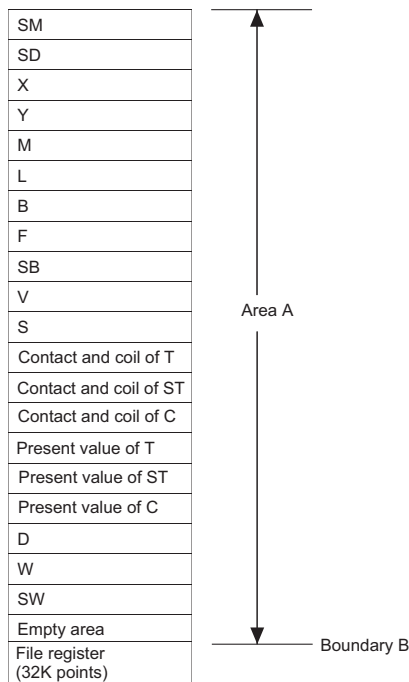 SM
SD
X
Y
M
L
B
F
SB
V
S
Contact and coil of T
Contact and coil of ST
Contact and coil of C
Present value of T
Present value of ST
Present value of C
D
W
SW
Empty area
File register
(32K points)
Area A
Boundary B